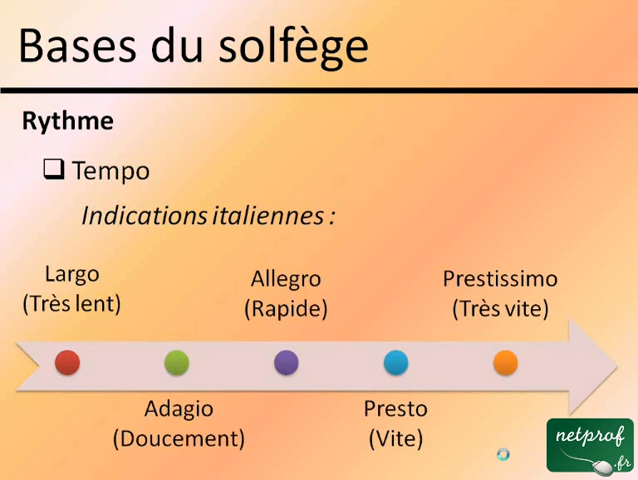 Bases du solfège
Rythme
❑ Tempo
Indications italiennes :
Largo
(Très lent)
Allegro
(Rapide)
Prestissimo
(Très vite)
Adagio
(Doucement)
Presto
(Vite)
netprof
.fr